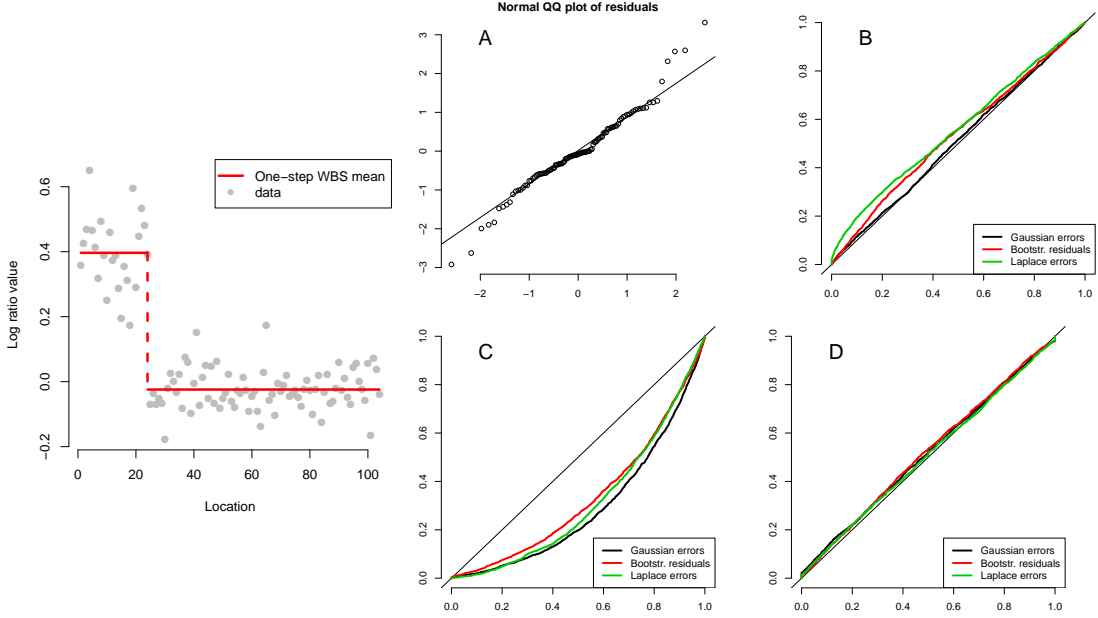 Normal QQ plot of residuals
A
3
2
1
0
−1
−2
−3
−2 −1 0 1 2
B
1.0
0.8
0.6
0.4
0.2
0.0
Gaussian errors
Bootstr. residuals
Laplace errors
0.0 0.2 0.4 0.6 0.8 1.0
One−step WBS mean
data
Log ratio value
0.6
0.4
0.2
0.0
−0.2
0 20 40 60 80 100
Location
C
1.0
0.8
0.6
0.4
0.2
0.0
Gaussian errors
Bootstr. residuals
Laplace errors
0.0 0.2 0.4 0.6 0.8 1.0
D
1.0
0.8
0.6
0.4
0.2
0.0
Gaussian errors
Bootstr. residuals
Laplace errors
0.0 0.2 0.4 0.6 0.8 1.0